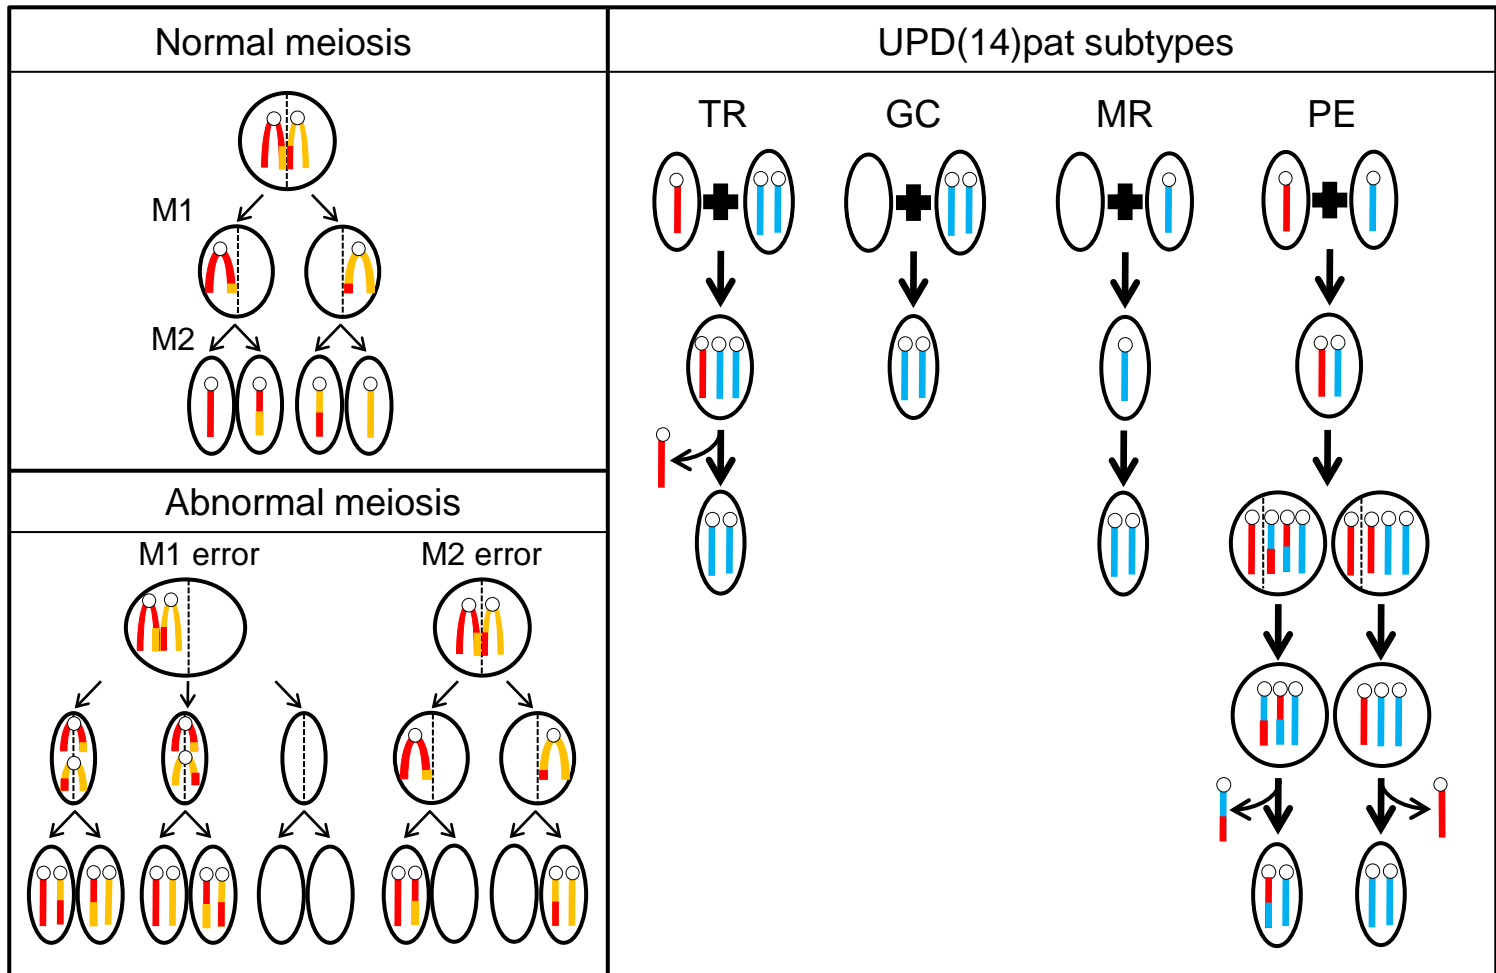 Normal meiosis
M1
M2
Abnormal meiosis
M1 error
M2 error
UPD(14)pat subtypes
TR
GC
MR
PE